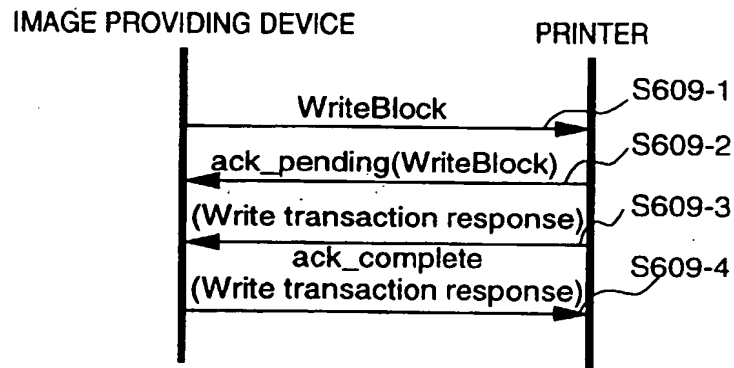 IMAGE PROVIDING DEVICE
PRINTER
WriteBlock
S609-1
ack_pending(WriteBlock)
S609-2
(Write transaction response)
S609-3
ack_complete
(Write transaction response)
S609-4